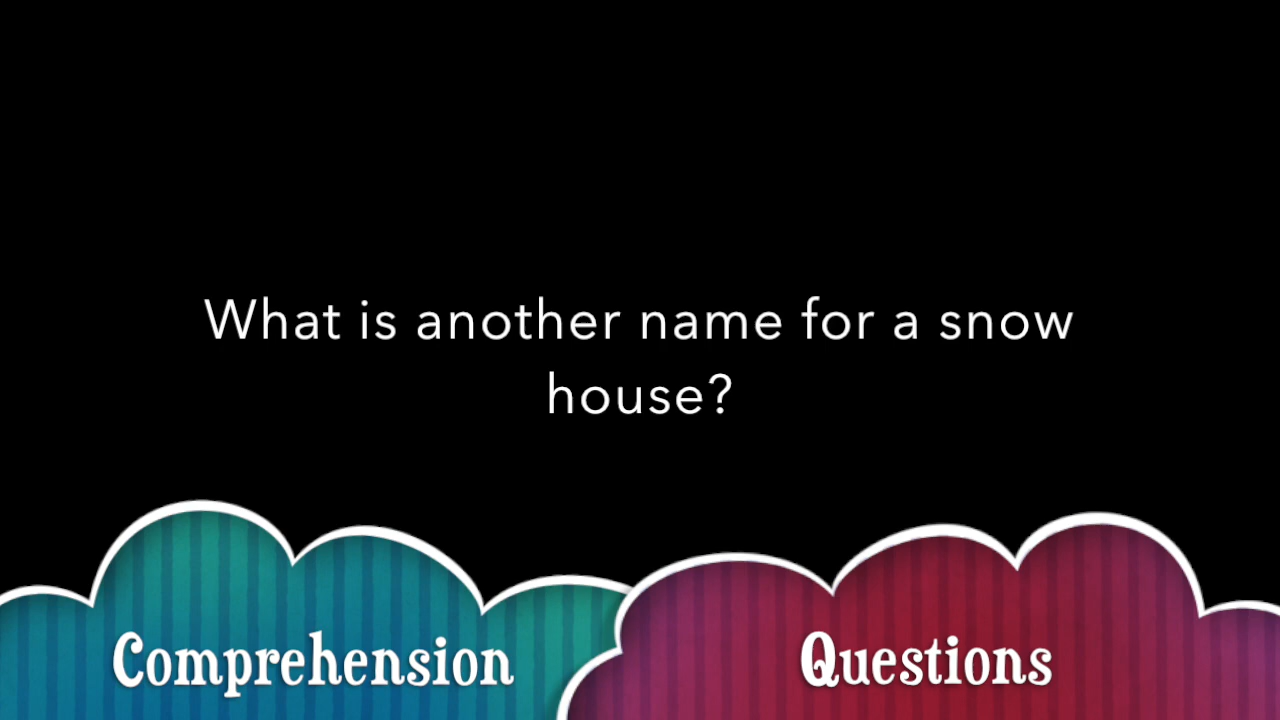 What is another name for a snow
house?
Comprehension
Questions